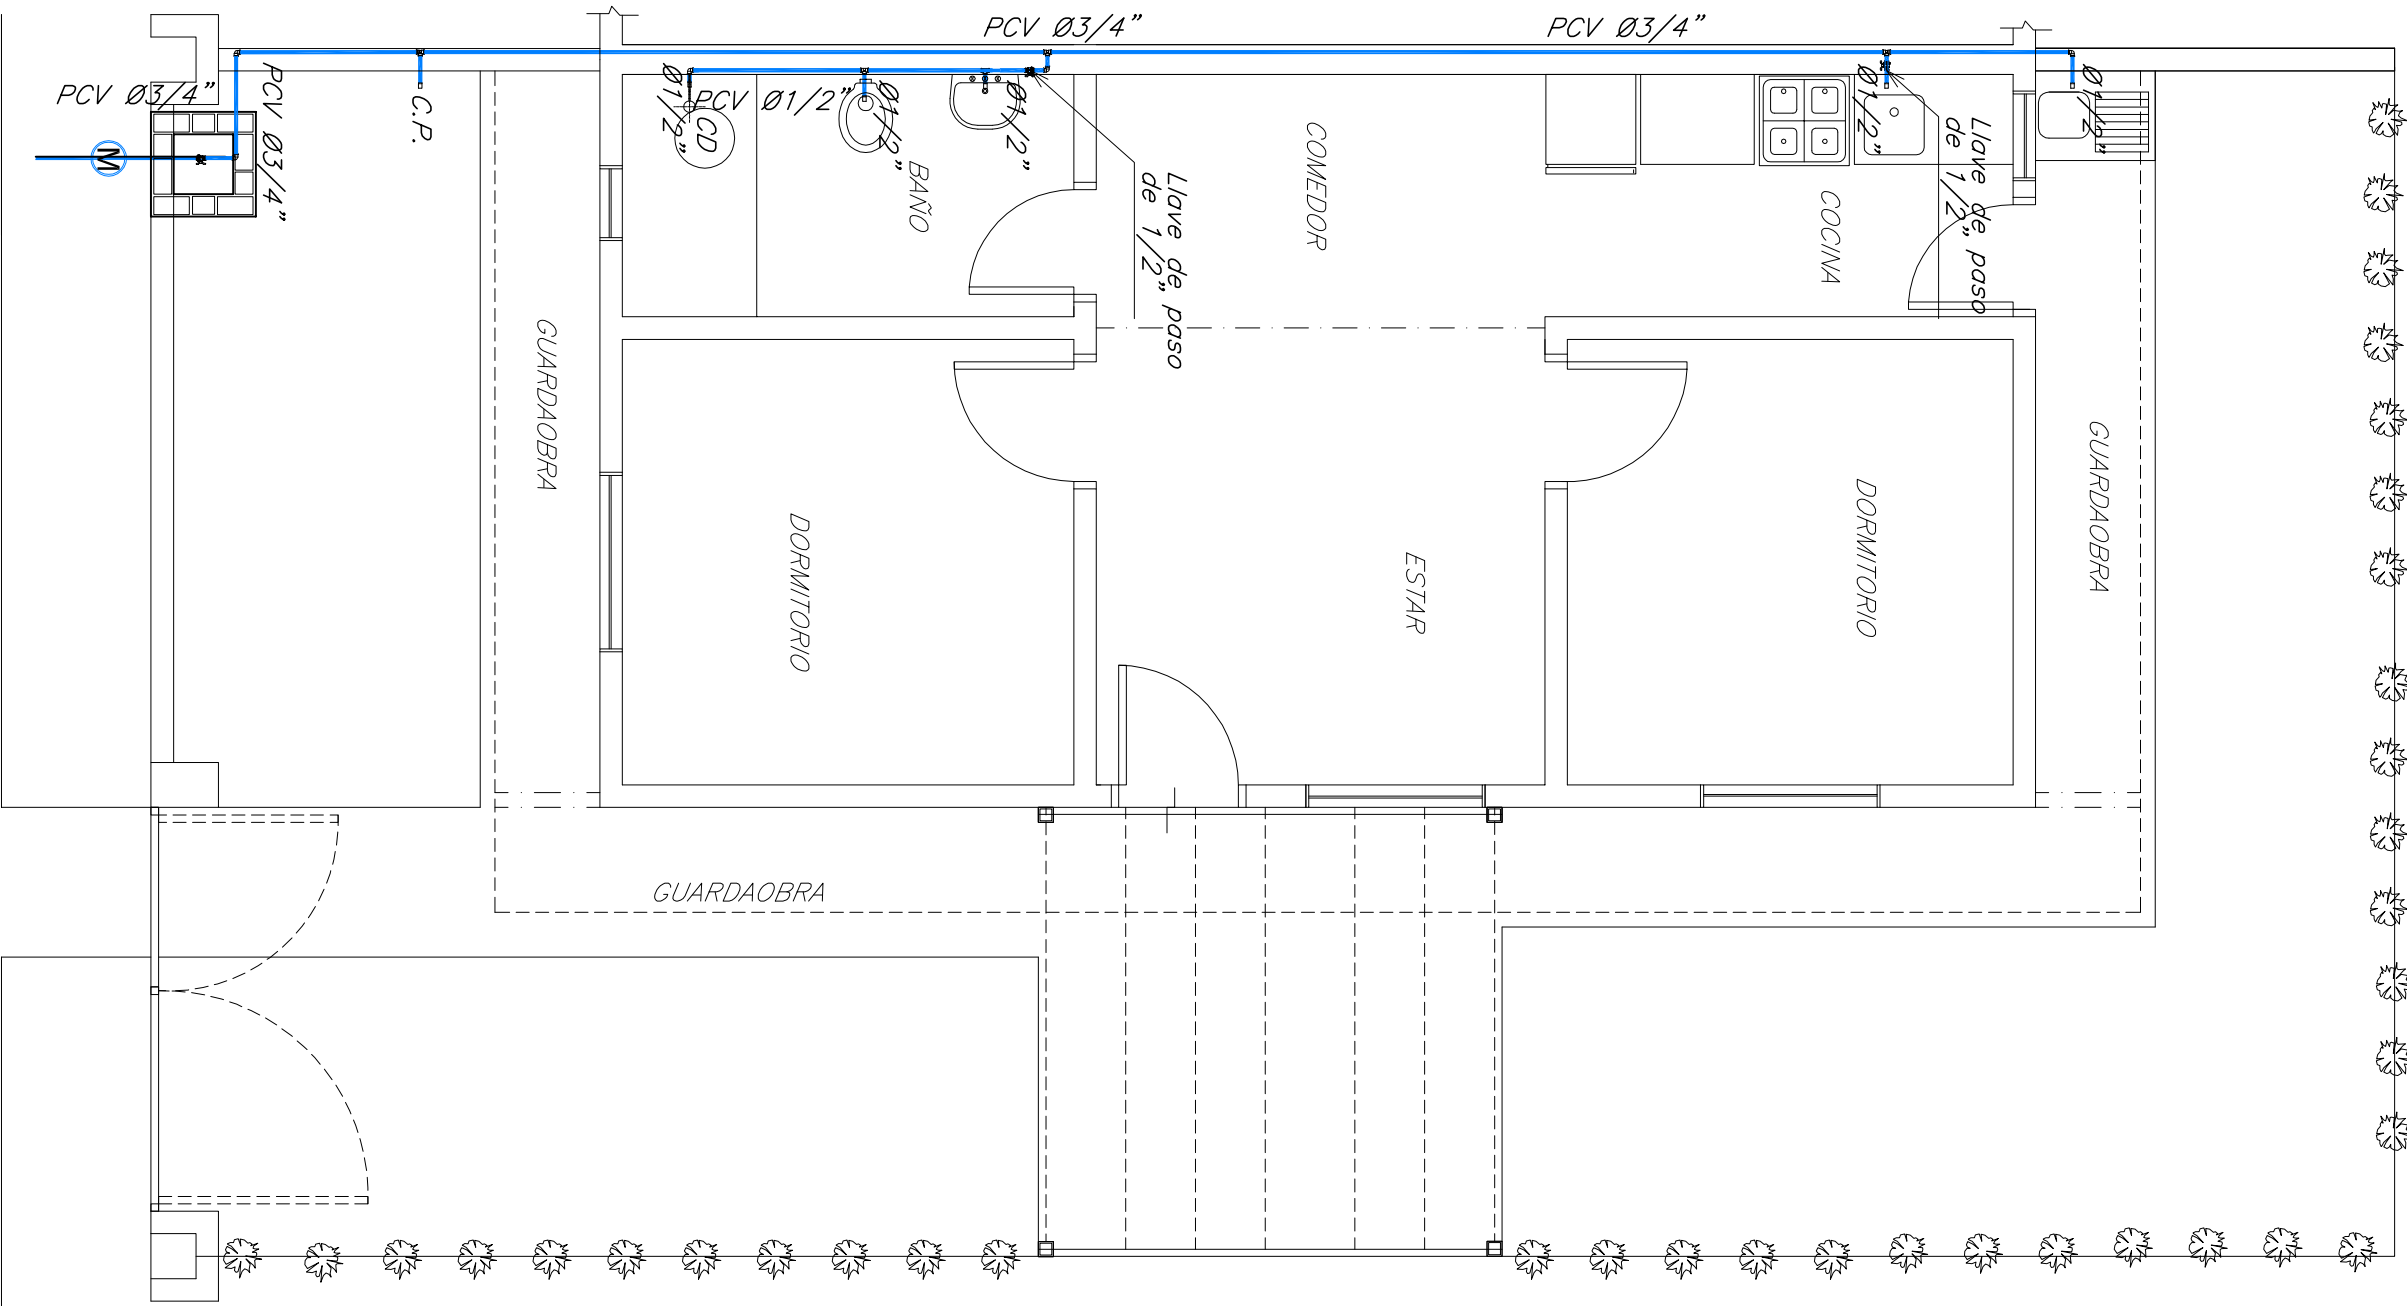 PCV Ø3/4"
PCV Ø3/4"
PCV Ø3/4"
PCV Ø3/4"
C.P.
M
Ø1/2"
CD
PCV Ø1/2"
Ø1/2"
Ø1/2"
Ø1/2"
Ø1/2"
BAÑO
COMEDOR
COCINA
Llave de paso
de 1/2"
Llave de paso
de 1/2"
GUARDAOBRA
GUARDAOBRA
DORMITORIO
ESTAR
DORMITORIO
GUARDAOBRA